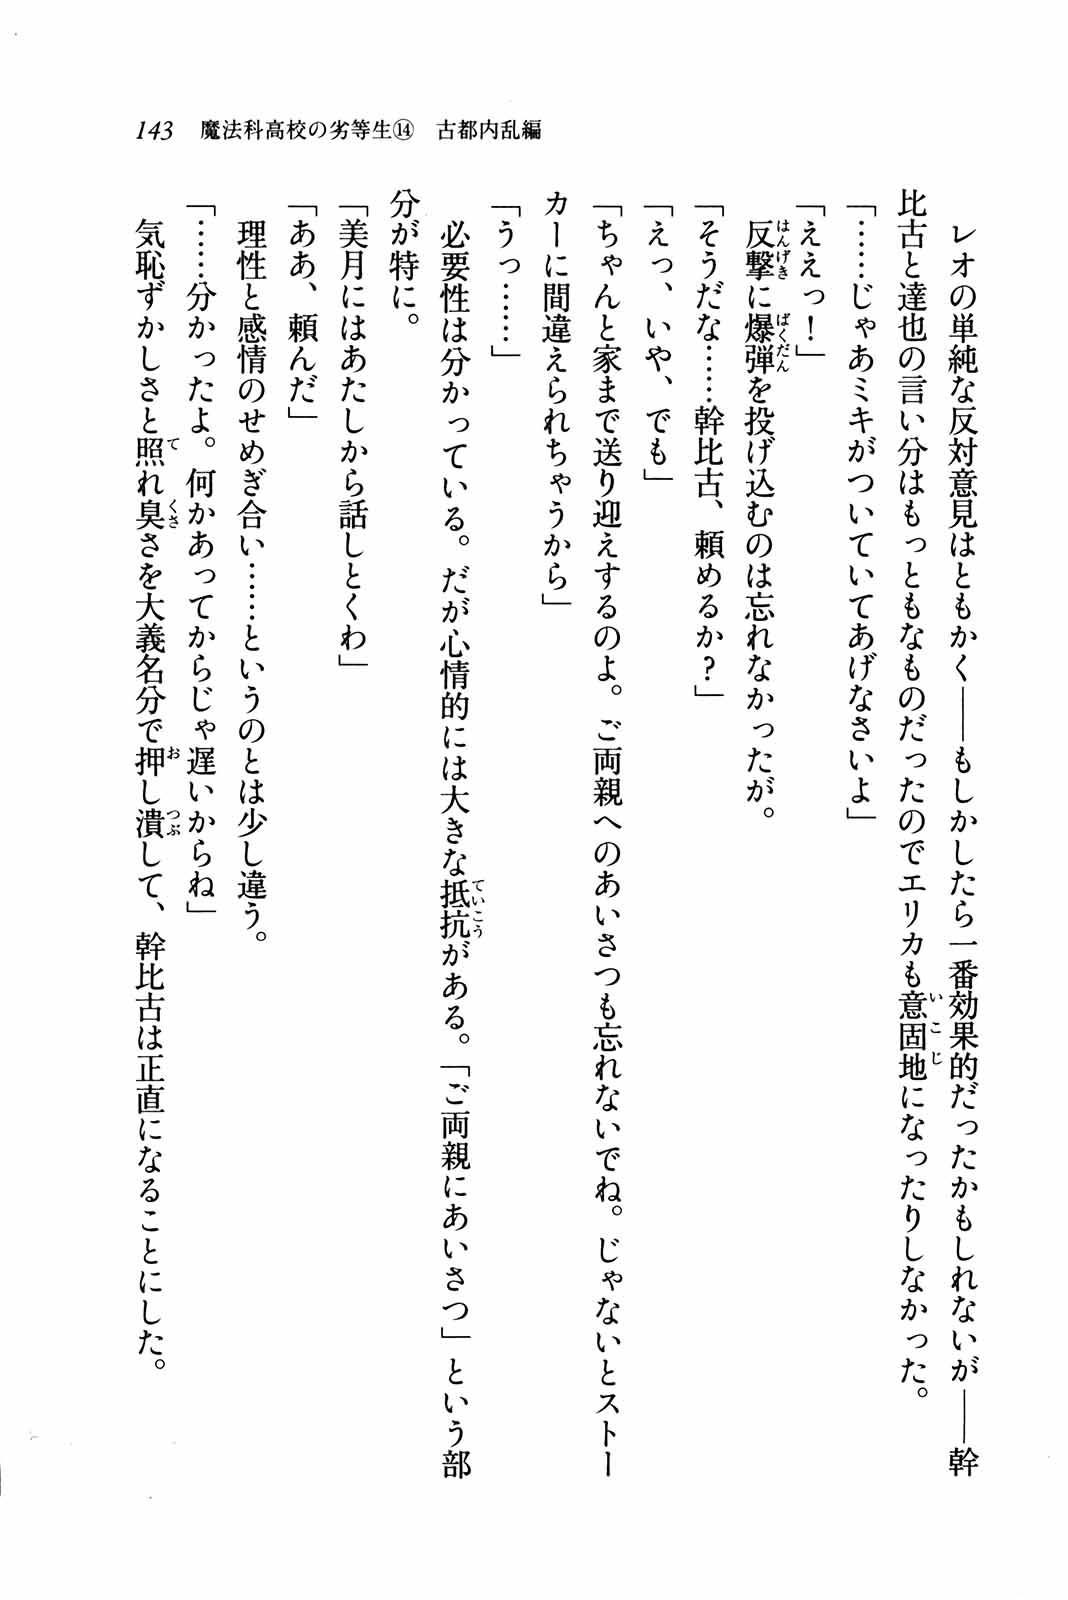 143　魔法科高校の劣等生⑭　古都内乱編
　レオの単純な反対意見はともかく――もしかしたら一番効果的だったかもしれないが――幹
比古と達也の言い分はもっともなものだったのでエリカも意固地になったりしなかった。
「……じゃあミキがついていてあげなさいよ」
「ええっ！」
　反撃に爆弾を投げ込むのは忘れなかったが。
「そうだな……幹比古、頼めるか？」
「えっ、いや、でも」
「ちゃんと家まで送り迎えするのよ。ご両親へのあいさつも忘れないでね。じゃないとストー
カーに間違えられちゃうから」
「うっ……」
　必要性は分かっている。だが心情的には大きな抵抗がある。「ご両親にあいさつ」という部
分が特に。
「美月にはあたしから話しとくわ」
「ああ、頼んだ」
　理性と感情のせめぎ合い……というのとは少し違う。
「……分かったよ。何かあってからじゃ遅いからね」
　気恥ずかしさと照れ臭さを大義名分で押し潰して、幹比古は正直になることにした。